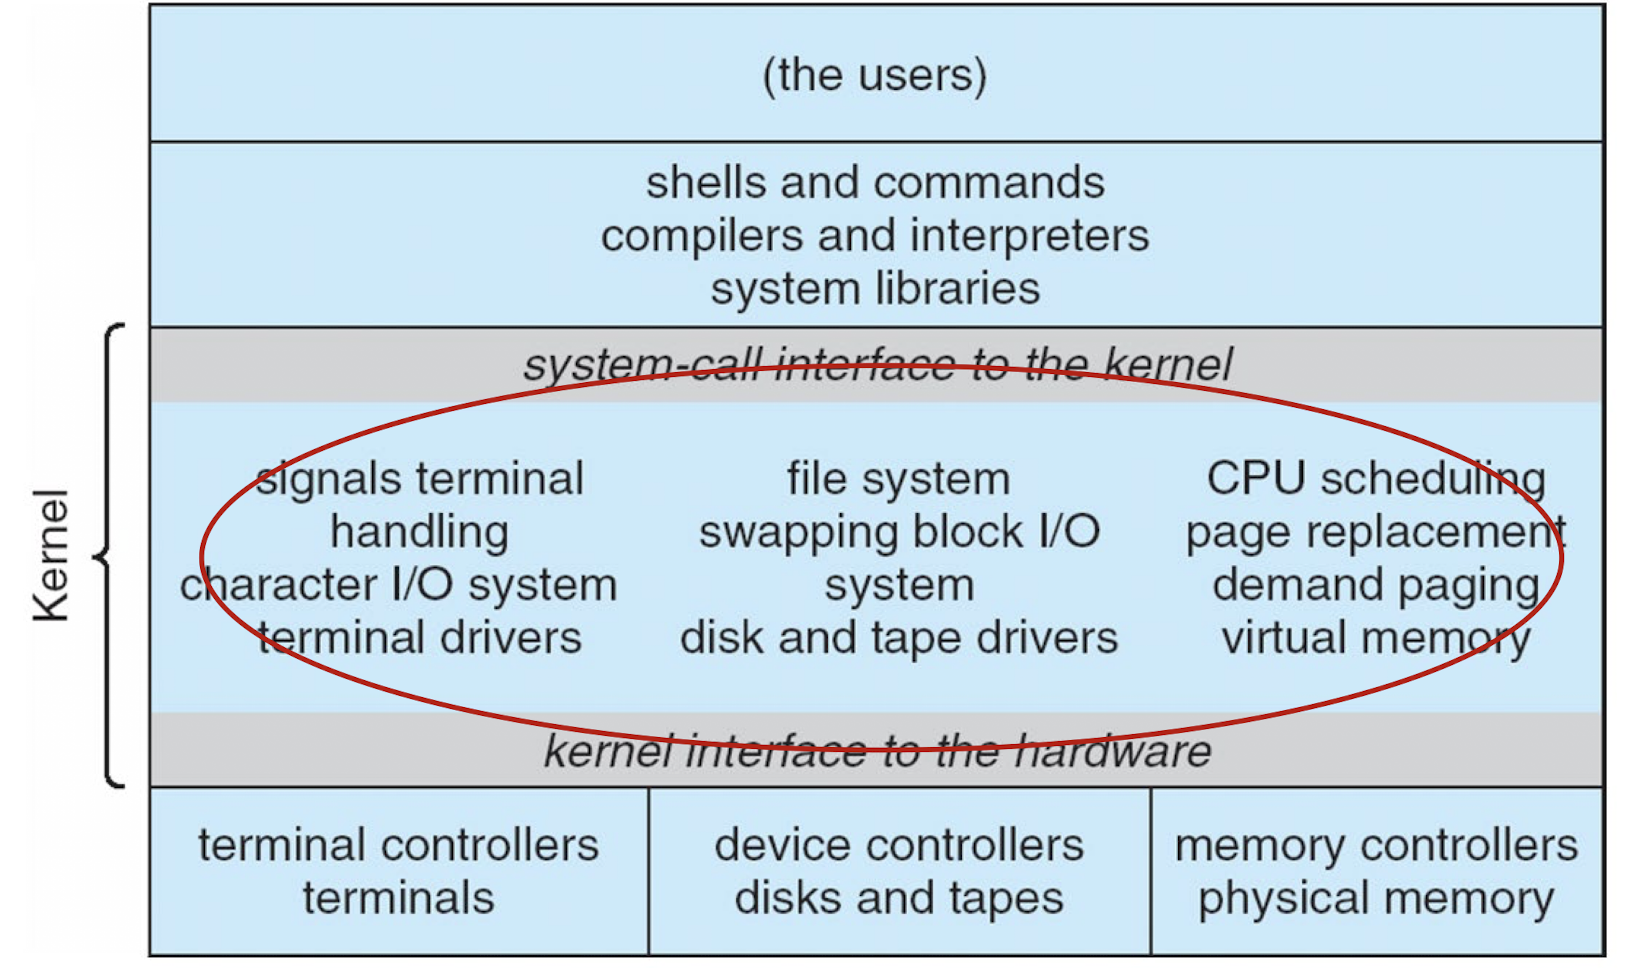 (the users)
shells and commands
compilers and interpreters
system libraries
Kernel
system-call interface to the kernel
signals terminal
handling
character I/O system
terminal drivers
file system
swapping block I/O
system
disk and tape drivers
CPU scheduling
page replacement
demand paging
virtual memory
kernel interface to the hardware
terminal controllers
terminals
device controllers
disks and tapes
memory controllers
physical memory